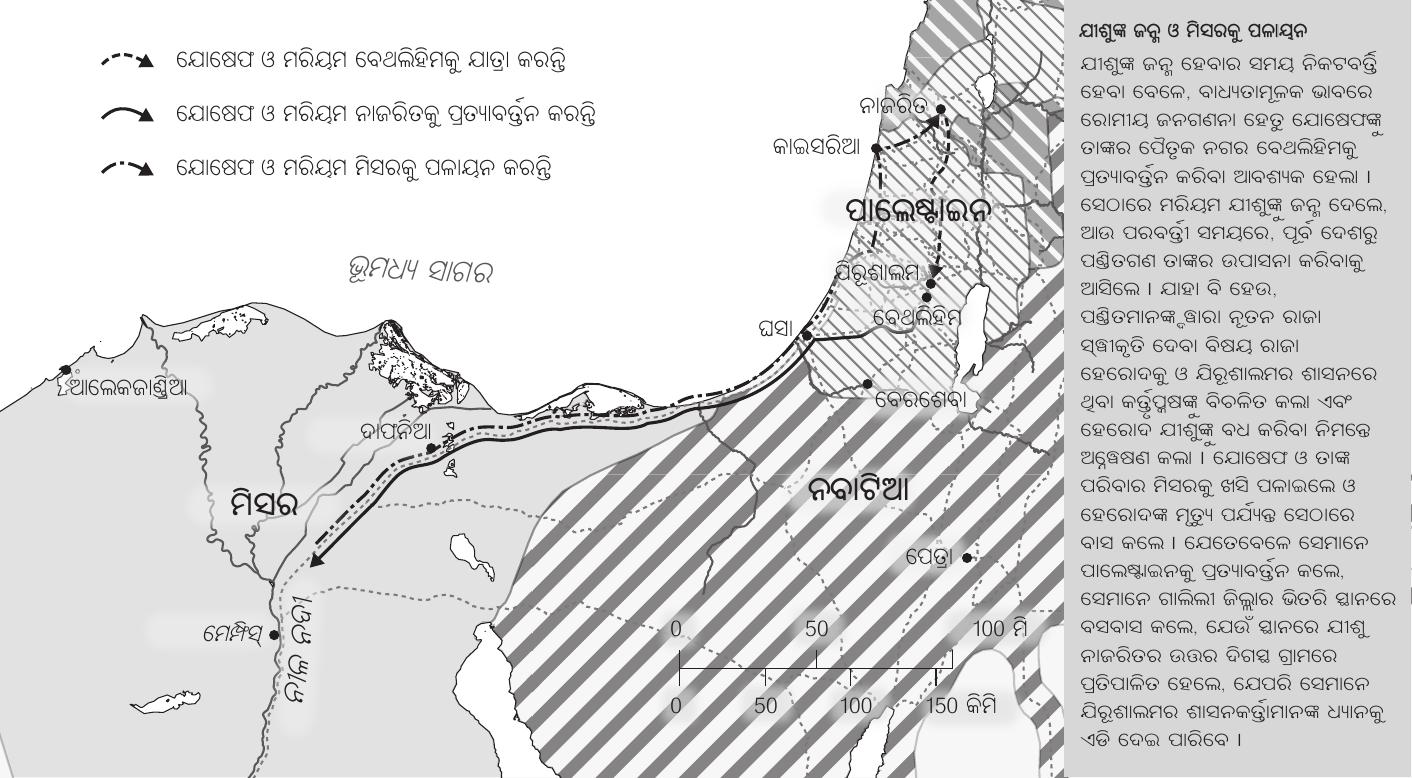 ଯୋଷେଫ ଓ ମରିୟମ ବେଥଲିହିମକୁ ଯାତ୍ରା କରନ୍ତି
ଯୋଷେଫ ଓ ମରିୟମ ନାଜରିତକୁ ପ୍ରତ୍ୟାବର୍ତ୍ତନ କରନ୍ତି
ଯୋଷେଫ ଓ ମରିୟମ ମିସରକୁ ପଳାୟନ କରନ୍ତି
ନାଜରିତ
କାଇସରିଆ
ପାଲେଷ୍ଟାଇନ
ଭୂମଧ୍ୟ ସାଗର
ଯିରୂଶାଲମ
ବେଥଲିହିମ
ଘସା
ଆଲେକଜାଣ୍ଡ୍ରିଆ
ବେରଶେବା
ଦାଫନିଆ
ମିସର
ନବାଟିଆ
ପେତ୍ରା
ମେମ୍ଫିସ୍
ନୀଳ ନଦୀ
0 50 100 ମି
0 50 100 150 କିମି
ଯୀଶୁଙ୍କ ଜନ୍ମ ଓ ମିସରକୁ ପଳାୟନ
ଯୀଶୁଙ୍କ ଜନ୍ମ ହେବାର ସମୟ ନିକଟବର୍ତ୍ତି
ହେବା ବେଳେ, ବାଧ୍ୟତାମୂଳକ ଭାବରେ
ରୋମୀୟ ଜନଗଣନା ହେତୁ ଯୋଷେଫଙ୍କୁ
ତାଙ୍କର ପୈତୃକ ନଗର ବେଥଲିହିମକୁ
ପ୍ରତ୍ୟାବର୍ତ୍ତନ କରିବା ଆବଶ୍ୟକ ହେଲା ।
ସେଠାରେ ମରିୟମ ଯୀଶୁଙ୍କୁ ଜନ୍ମ ଦେଲେ,
ଆଉ ପରବର୍ତ୍ତୀ ସମୟରେ, ପୂର୍ବ ଦେଶରୁ
ପଣ୍ଡିତଗଣ ତାଙ୍କର ଉପାସନା କରିବାକୁ
ଆସିଲେ । ଯାହା ବି ହେଉ,
ପଣ୍ଡିତମାନଙ୍କ ଦ୍ୱାରା ନୂତନ ରାଜା
ସ୍ୱୀକୃତି ଦେବା ବିଷୟ ରାଜା
ହେରୋଦକୁ ଓ ଯିରୂଶାଲମର ଶାସନରେ
ଥିବା କର୍ତ୍ତୃପକ୍ଷଙ୍କୁ ବିଚଳିତ କଲା ଏବଂ
ହେରୋଦ ଯୀଶୁଙ୍କୁ ବଧ କରିବା ନିମନ୍ତେ
ଅନ୍ୱେଷଣ କଲା । ଯୋଷେଫ ଓ ତାଙ୍କ
ପରିବାର ମିସରକୁ ଖସି ପଳାଇଲେ ଓ
ହେରୋଦଙ୍କ ମୃତ୍ୟୁ ପର୍ଯ୍ୟନ୍ତ ସେଠାରେ
ବାସ କଲେ । ଯେତେବେଳେ ସେମାନେ
ପାଲେଷ୍ଟାଇନକୁ ପ୍ରତ୍ୟାବର୍ତ୍ତନ କଲେ,
ସେମାନେ ଗାଲିଲୀ ଜିଲ୍ଲାର ଭିତରି ସ୍ଥାନରେ
ବସବାସ କଲେ, ଯେଉଁ ସ୍ଥାନରେ ଯୀଶୁ
ନାଜରିତର ଉତ୍ତର ଦିଗସ୍ଥ ଗ୍ରାମରେ
ପ୍ରତିପାଳିତ ହେଲେ, ଯେପରି ସେମାନେ
ଯିରୂଶାଲମର ଶାସନକର୍ତ୍ତାମାନଙ୍କ ଧ୍ୟାନକୁ
ଏଡି ଦେଇ ପାରିବେ ।